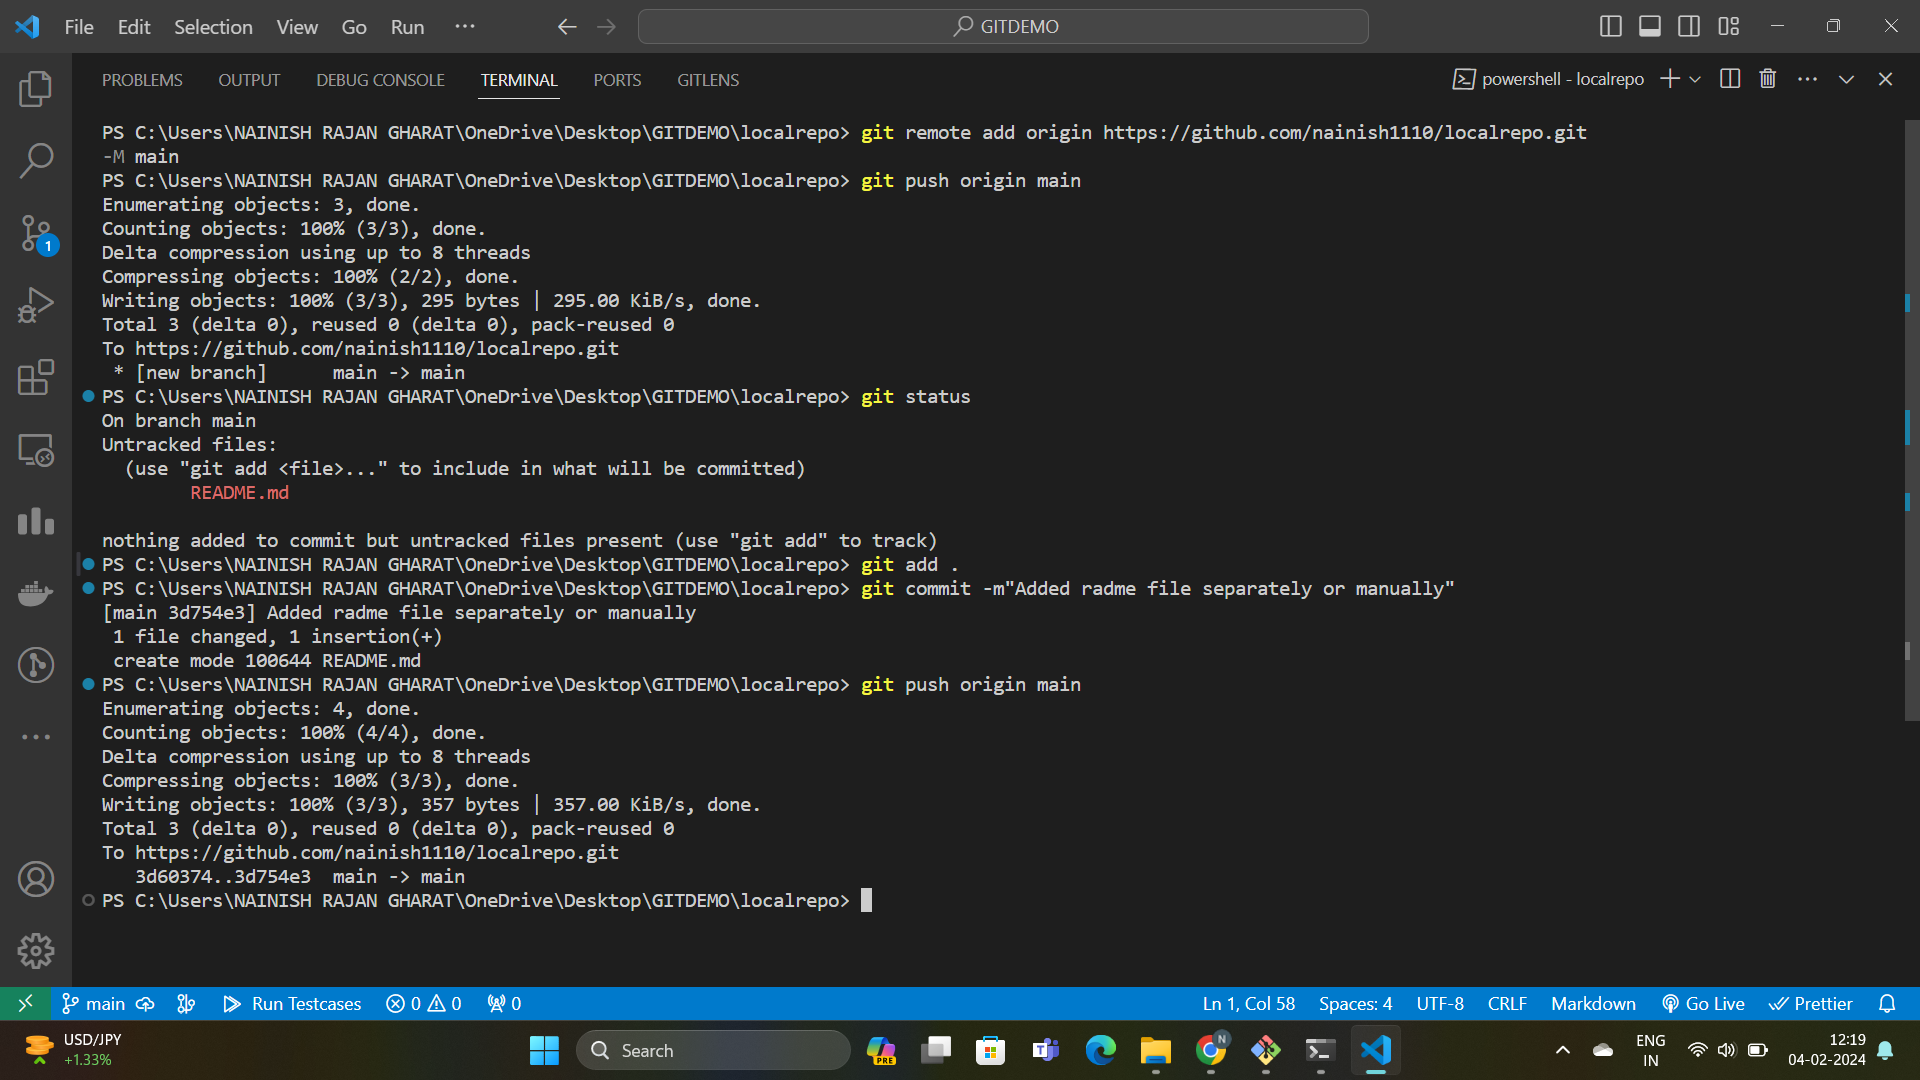 File Edit Selection View Go Run ··· GITDEMO
PROBLEMS OUTPUT DEBUG CONSOLE TERMINAL PORTS GITLENS powershell - localrepo
PS C:\Users\NAINISH RAJAN GHARAT\OneDrive\Desktop\GITDEMO\localrepo> git remote add origin https://github.com/nainish1110/localrepo.git
-M main
PS C:\Users\NAINISH RAJAN GHARAT\OneDrive\Desktop\GITDEMO\localrepo> git push origin main
Enumerating objects: 3, done.
Counting objects: 100% (3/3), done.
Delta compression using up to 8 threads
Compressing objects: 100% (2/2), done.
Writing objects: 100% (3/3), 295 bytes | 295.00 KiB/s, done.
Total 3 (delta 0), reused 0 (delta 0), pack-reused 0
To https://github.com/nainish1110/localrepo.git
 * [new branch]      main -> main
PS C:\Users\NAINISH RAJAN GHARAT\OneDrive\Desktop\GITDEMO\localrepo> git status
On branch main
Untracked files:
  (use "git add <file>..." to include in what will be committed)
        README.md
nothing added to commit but untracked files present (use "git add" to track)
PS C:\Users\NAINISH RAJAN GHARAT\OneDrive\Desktop\GITDEMO\localrepo> git add .
PS C:\Users\NAINISH RAJAN GHARAT\OneDrive\Desktop\GITDEMO\localrepo> git commit -m"Added radme file separately or manually"
[main 3d754e3] Added radme file separately or manually
 1 file changed, 1 insertion(+)
 create mode 100644 README.md
PS C:\Users\NAINISH RAJAN GHARAT\OneDrive\Desktop\GITDEMO\localrepo> git push origin main
Enumerating objects: 4, done.
Counting objects: 100% (4/4), done.
Delta compression using up to 8 threads
Compressing objects: 100% (3/3), done.
Writing objects: 100% (3/3), 357 bytes | 357.00 KiB/s, done.
Total 3 (delta 0), reused 0 (delta 0), pack-reused 0
To https://github.com/nainish1110/localrepo.git
   3d60374..3d754e3  main -> main
PS C:\Users\NAINISH RAJAN GHARAT\OneDrive\Desktop\GITDEMO\localrepo>
1
main Run Testcases 0 0 0 Ln 1, Col 58 Spaces: 4 UTF-8 CRLF Markdown Go Live Prettier
USD/JPY
+1.33%
Search
PRE
N
ENG
IN
12:19
04-02-2024